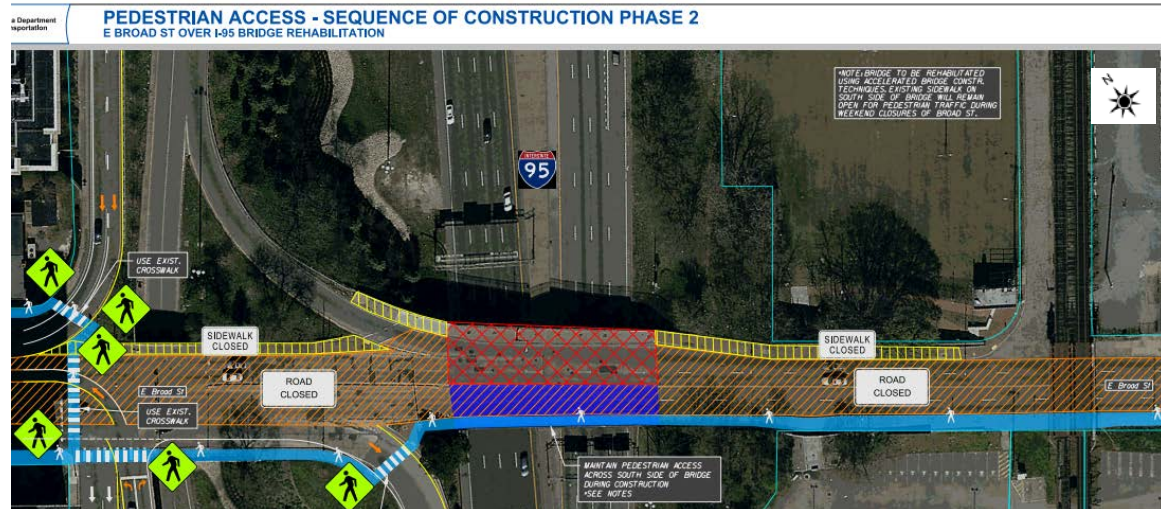 a Department
nsportation
PEDESTRIAN ACCESS - SEQUENCE OF CONSTRUCTION PHASE 2
E BROAD ST OVER I-95 BRIDGE REHABILITATION
*NOTE: BRIDGE TO BE REHABILITATED
USING ACCELERATED BRIDGE CONSTR.
TECHNIQUES. EXISTING SIDEWALK ON
SOUTH SIDE OF BRIDGE WILL REMAIN
OPEN FOR PEDESTRIAN TRAFFIC DURING
WEEKEND CLOSURES OF BROAD ST.
N
INTERSTATE
95
USE EXIST.
CROSSWALK
SIDEWALK
CLOSED
SIDEWALK
CLOSED
ROAD
CLOSED
ROAD
CLOSED
E Broad St
E Broad St
USE EXIST.
CROSSWALK
MAINTAIN PEDESTRIAN ACCESS
ACROSS SOUTH SIDE OF BRIDGE
DURING CONSTRUCTION
*SEE NOTES